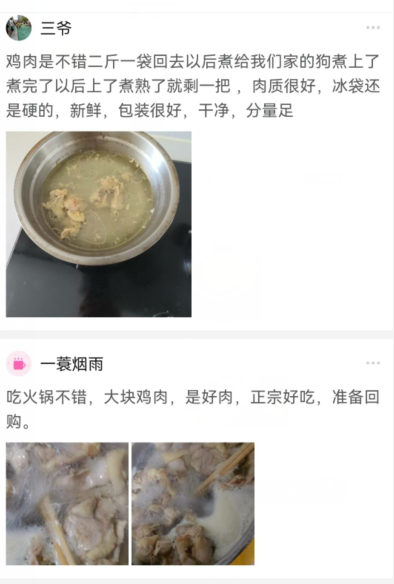 三爷
鸡肉是不错二斤一袋回去以后煮给我们家的狗煮上了
煮完了以后上了煮熟了就剩一把 ，肉质很好，冰袋还
是硬的，新鲜，包装很好，干净，分量足
一蓑烟雨
吃火锅不错，大块鸡肉，是好肉，正宗好吃，准备回
购。